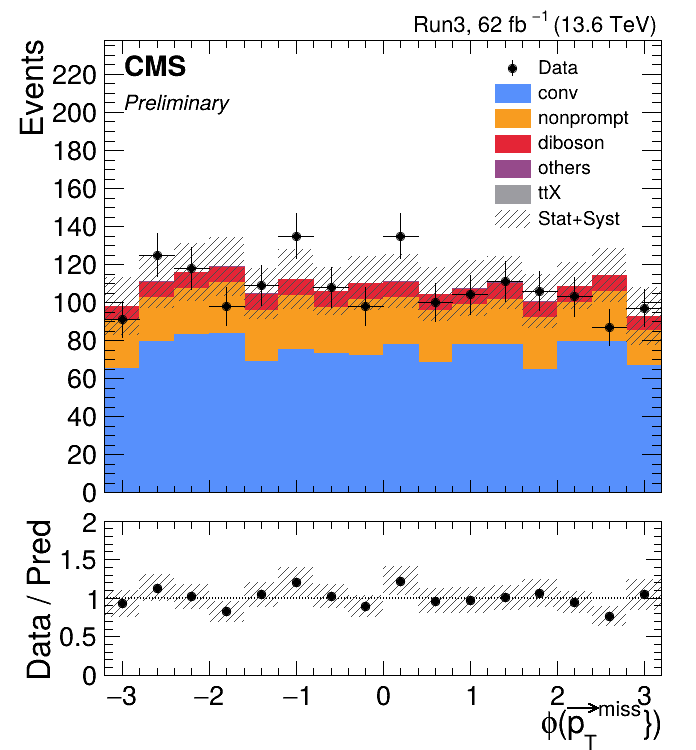 Run3, 62 fb⁻¹ (13.6 TeV)
CMS
Preliminary
Data
conv
nonprompt
diboson
others
ttX
Stat+Syst
Events
220
200
180
160
140
120
100
80
60
40
20
0
Data / Pred
2
1.5
1
0.5
0
−3 −2 −1 0 1 2 3
ϕ(p_T^miss})